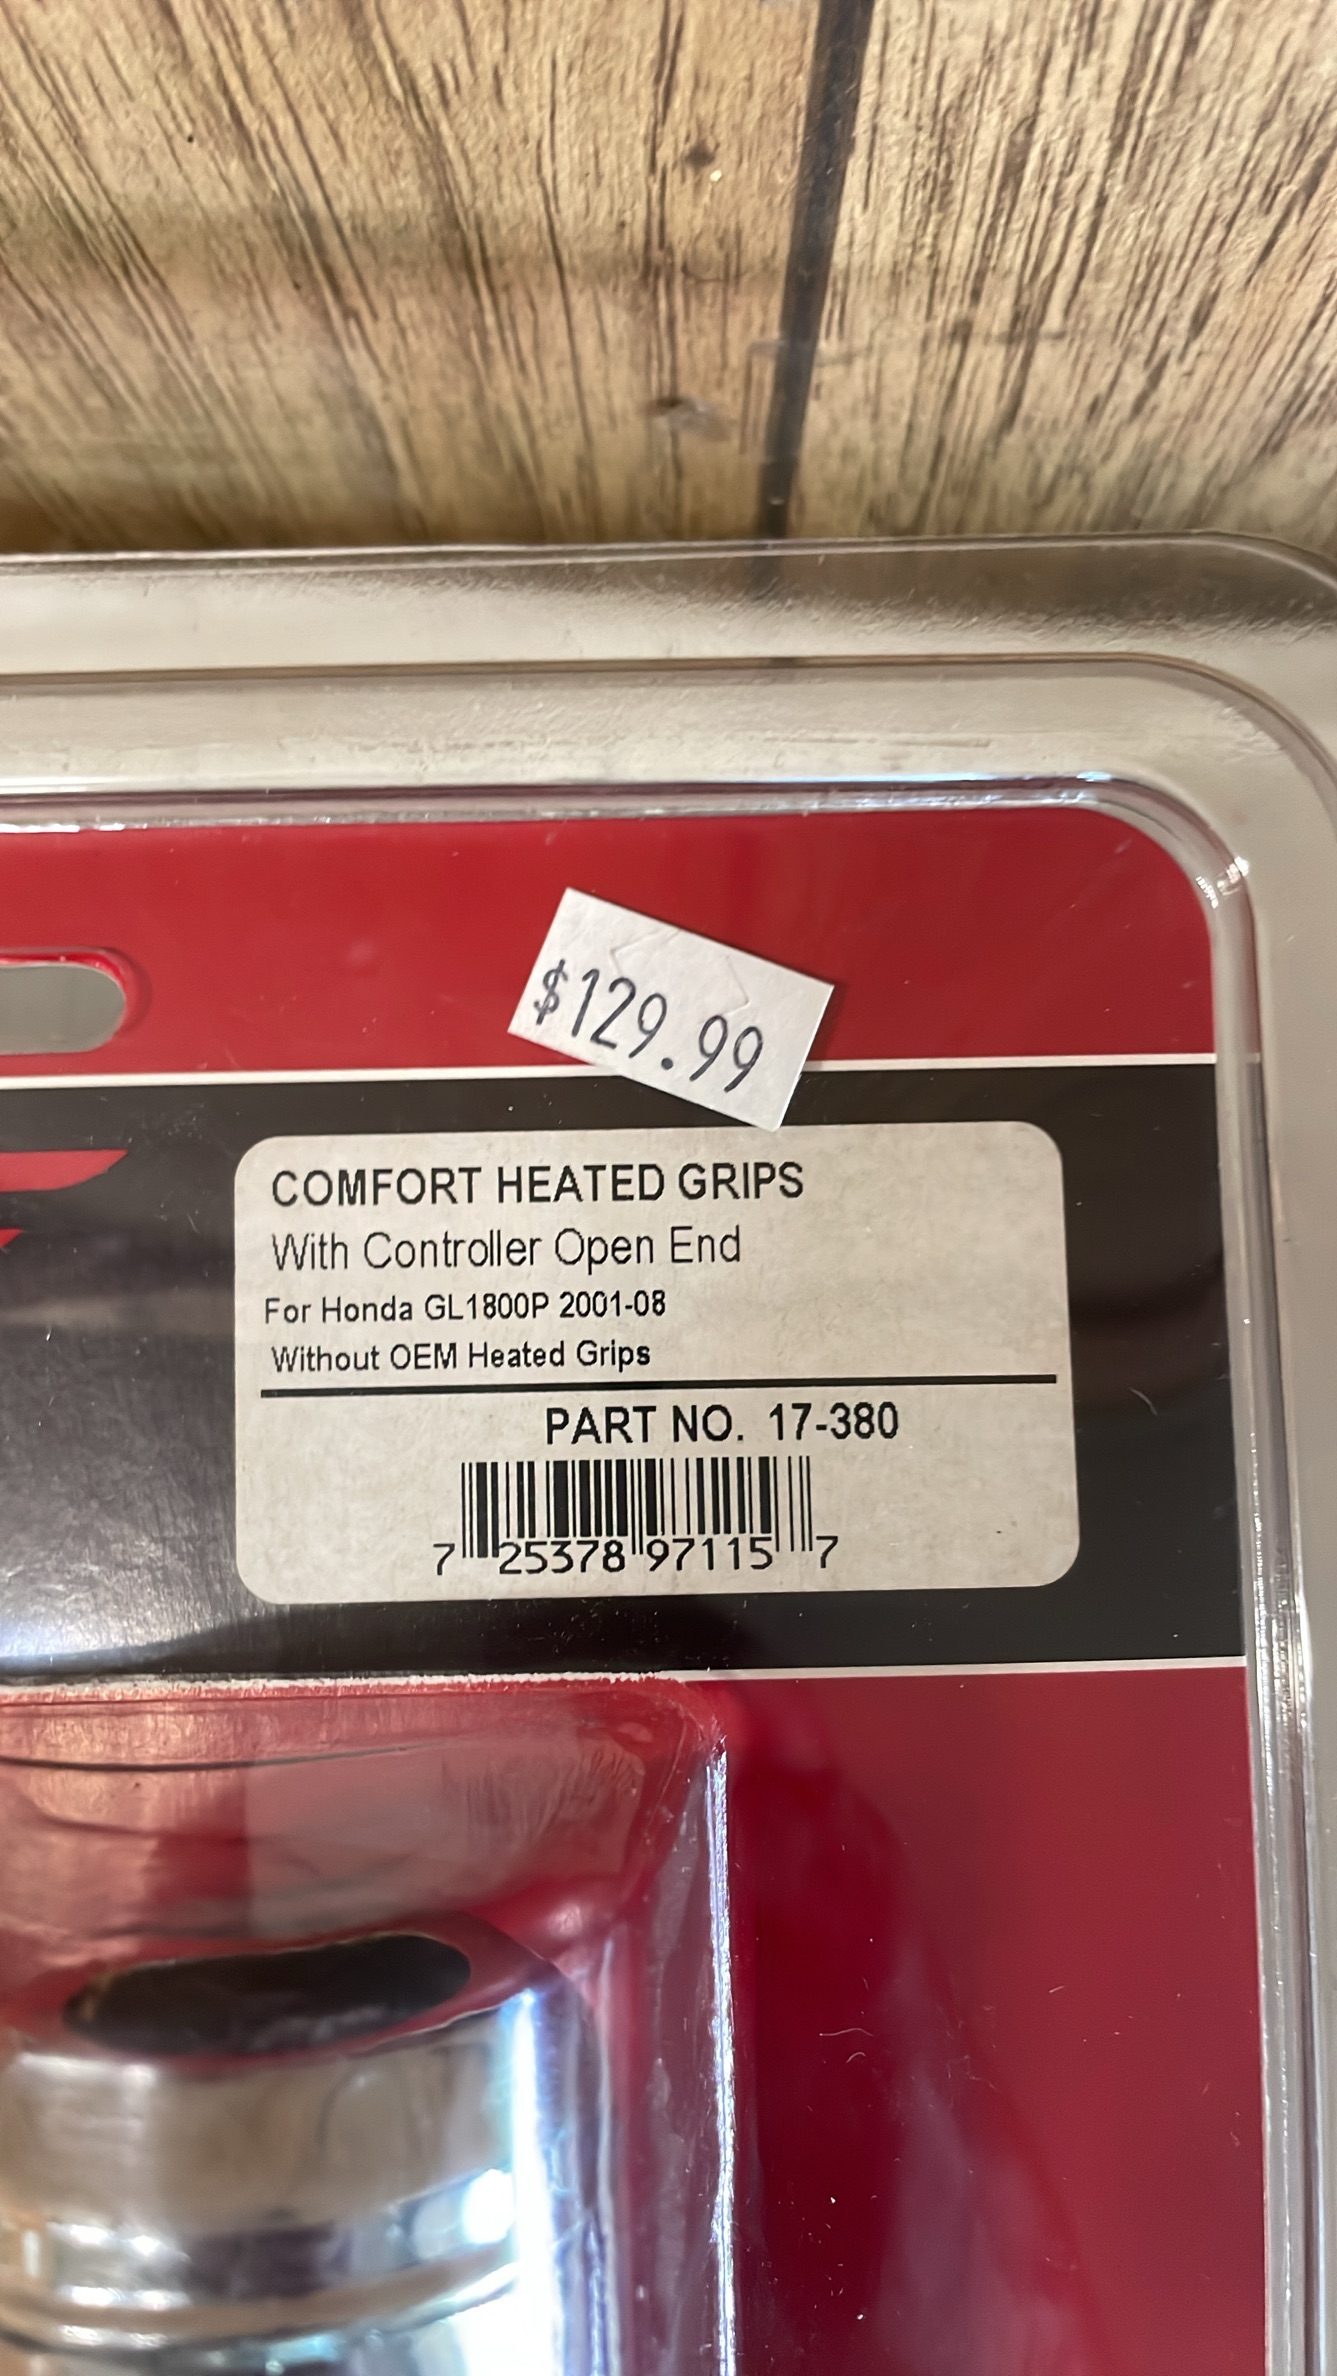 $129.99
COMFORT HEATED GRIPS
With Controller Open End
For Honda GL1800P 2001-08
Without OEM Heated Grips
PART NO. 17-380
7 25378 97115 7